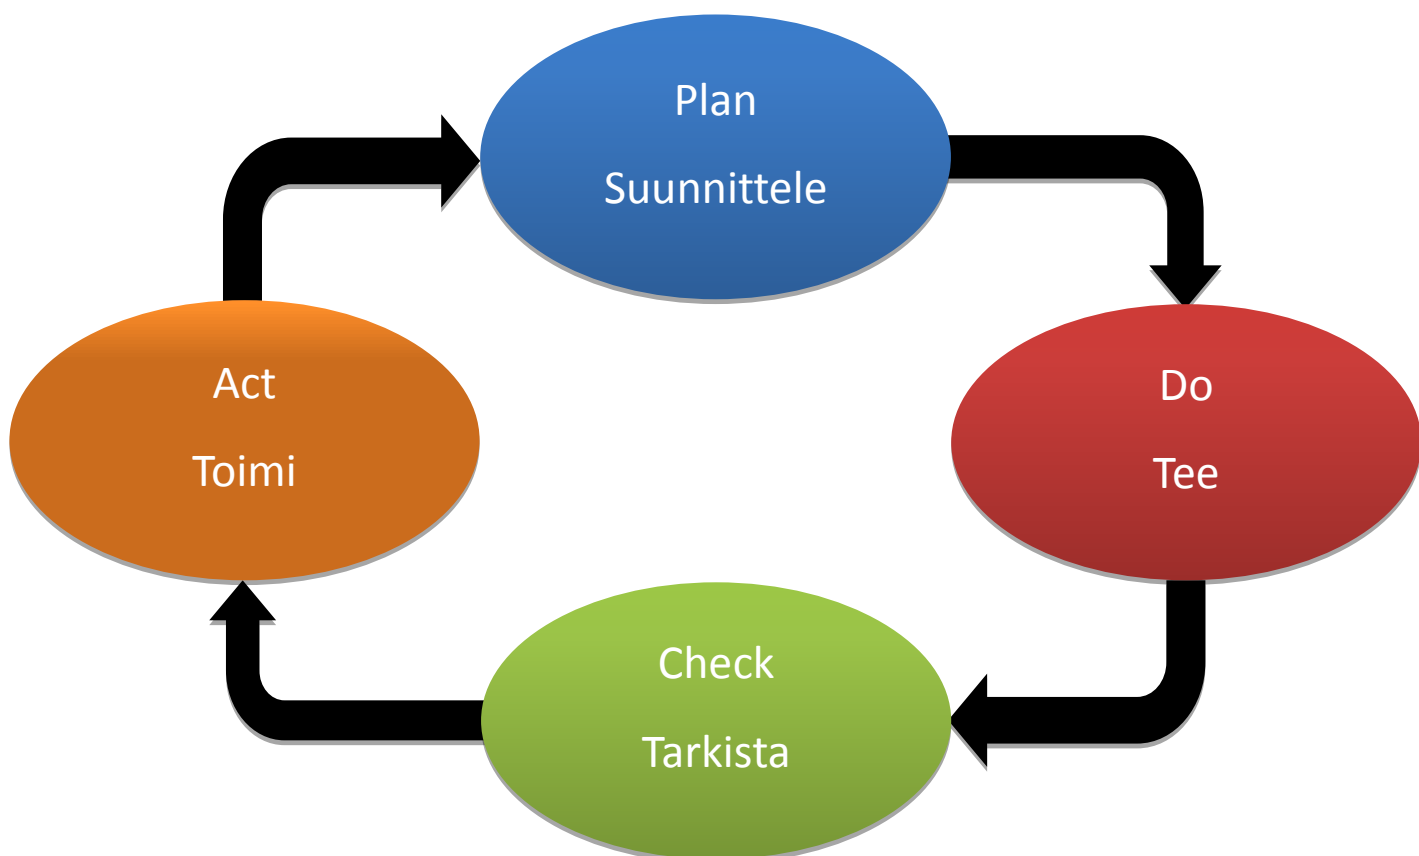 Plan
Suunnittele
Do
Tee
Check
Tarkista
Act
Toimi